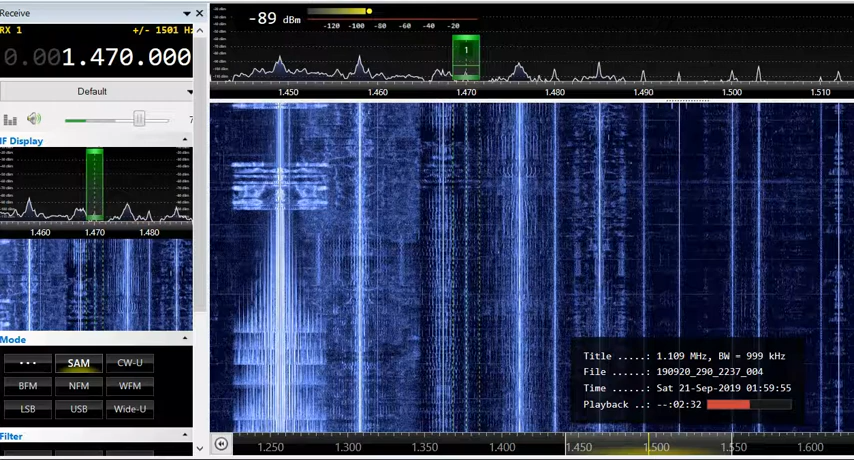 Receive
RX 1 +/- 1501 Hz
0.001.470.000
Default
7
IF Display
1.460 1.470 1.480
Mode
... SAM CW-U
BFM NFM WFM
LSB USB Wide-U
Filter
-89 dBm
-120 -100 -80 -60 -40 -20
1
1.450 1.460 1.470 1.480 1.490 1.500 1.510
Title .....: 1.109 MHz, BW = 999 kHz
File ......: 190920_290_2237_004
Time ......: Sat 21-Sep-2019 01:59:55
Playback ..: --:02:32
1.250 1.300 1.350 1.400 1.450 1.500 1.550 1.600